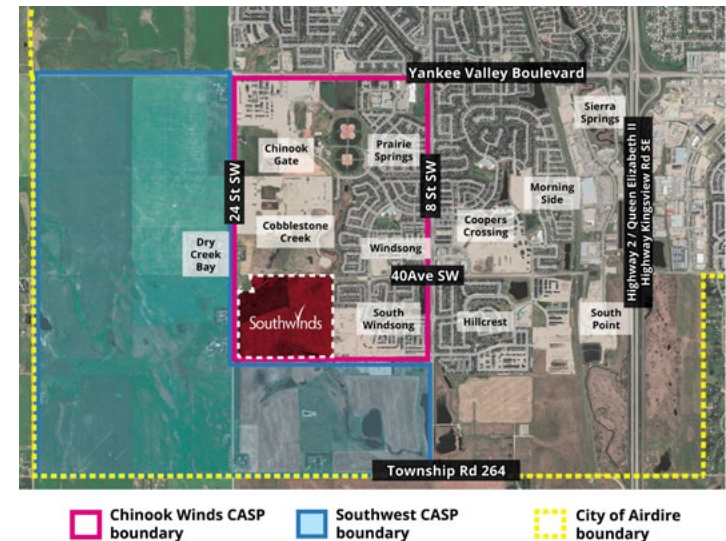 Yankee Valley Boulevard
Sierra
Springs
Chinook
Gate
Prairie
Springs
24 St SW
8 St SW
Highway 2 / Queen Elizabeth II
Highway Kingsview Rd SE
Morning
Side
Cobblestone
Creek
Coopers
Crossing
Dry
Creek
Bay
Windsong
40Ave SW
Southwinds
South
Windsong
Hillcrest
South
Point
Township Rd 264
Chinook Winds CASP
boundary
Southwest CASP
boundary
City of Airdire
boundary